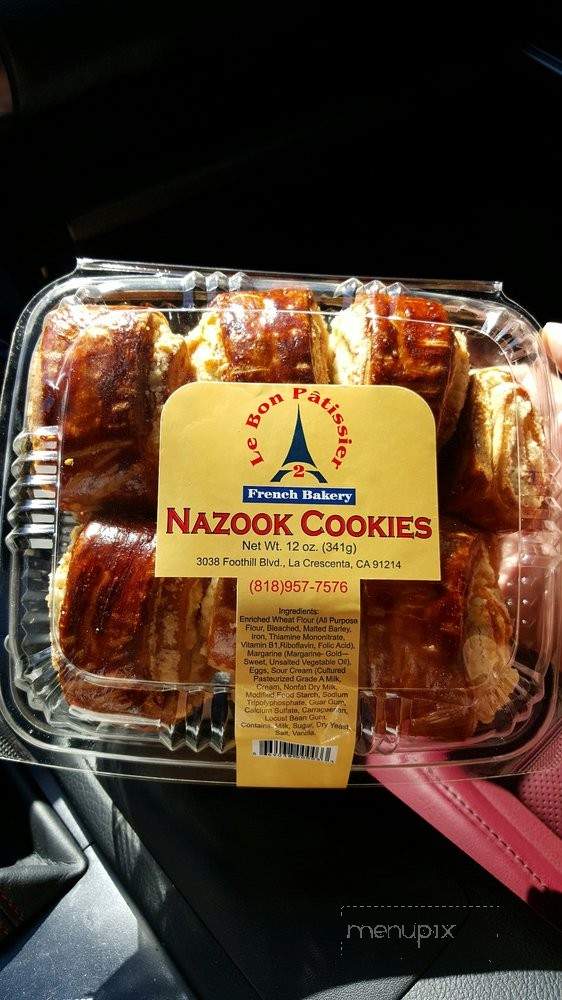 Le Bon Pâtissier
2
French Bakery
NAZOOK COOKIES
Net Wt. 12 oz. (341g)
3038 Foothill Blvd., La Crescenta, CA 91214
(818)957-7576
Ingredients:
Enriched Wheat Flour (All Purpose
Flour, Bleached, Malted Barley,
Iron, Thiamine Mononitrate,
Vitamin B1,Riboflavin, Folic Acid),
Margarine (Margarine- Gold-
Sweet, Unsalted Vegetable Oil),
Eggs, Sour Cream (Cultured
Pasteurized Grade A Milk,
Cream, Nonfat Dry Milk,
Modified Food Starch, Sodium
Tripolyphosphate, Guar Gum,
Calcium Sulfate, Carrageenan,
Locust Bean Gum,
Contains: Milk, Sugar, Dry Yeast,
Salt, Vanilla.
menupix